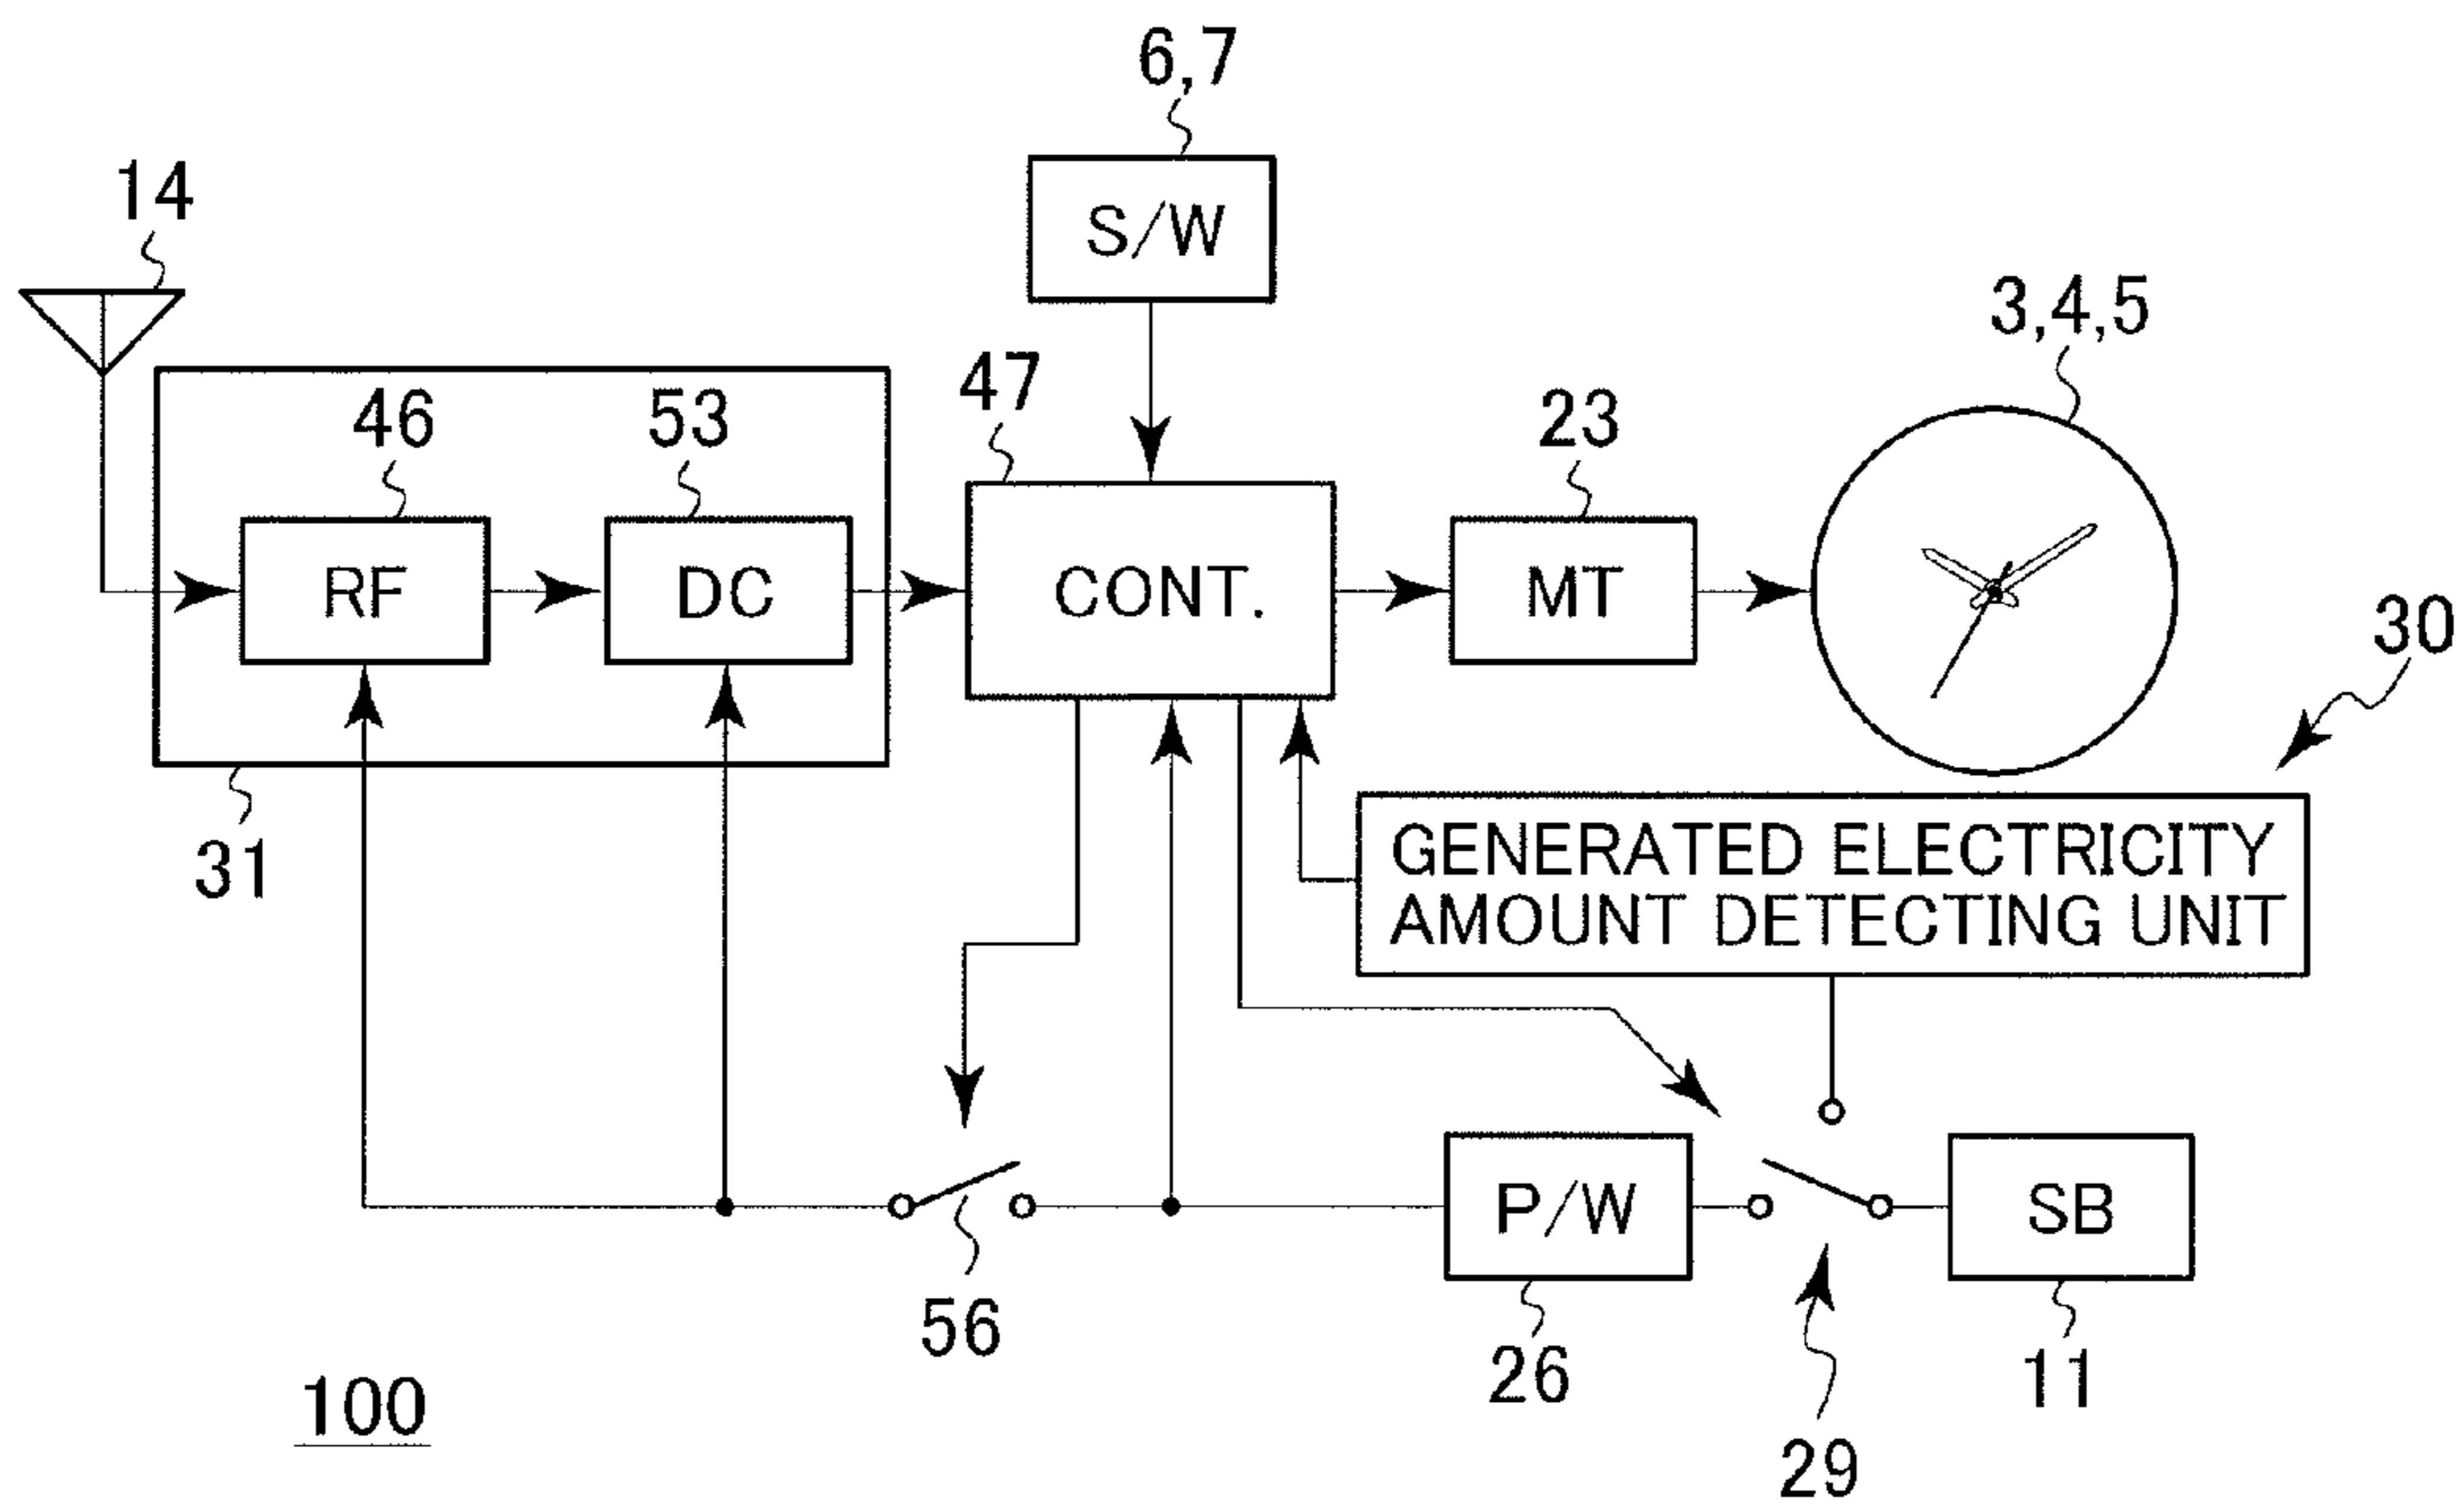 6,7
14
S/W
3,4,5
47
46
53
23
RF
DC
CONT.
MT
30
31
GENERATED ELECTRICITY
AMOUNT DETECTING UNIT
P/W
SB
56
26
11
100
29